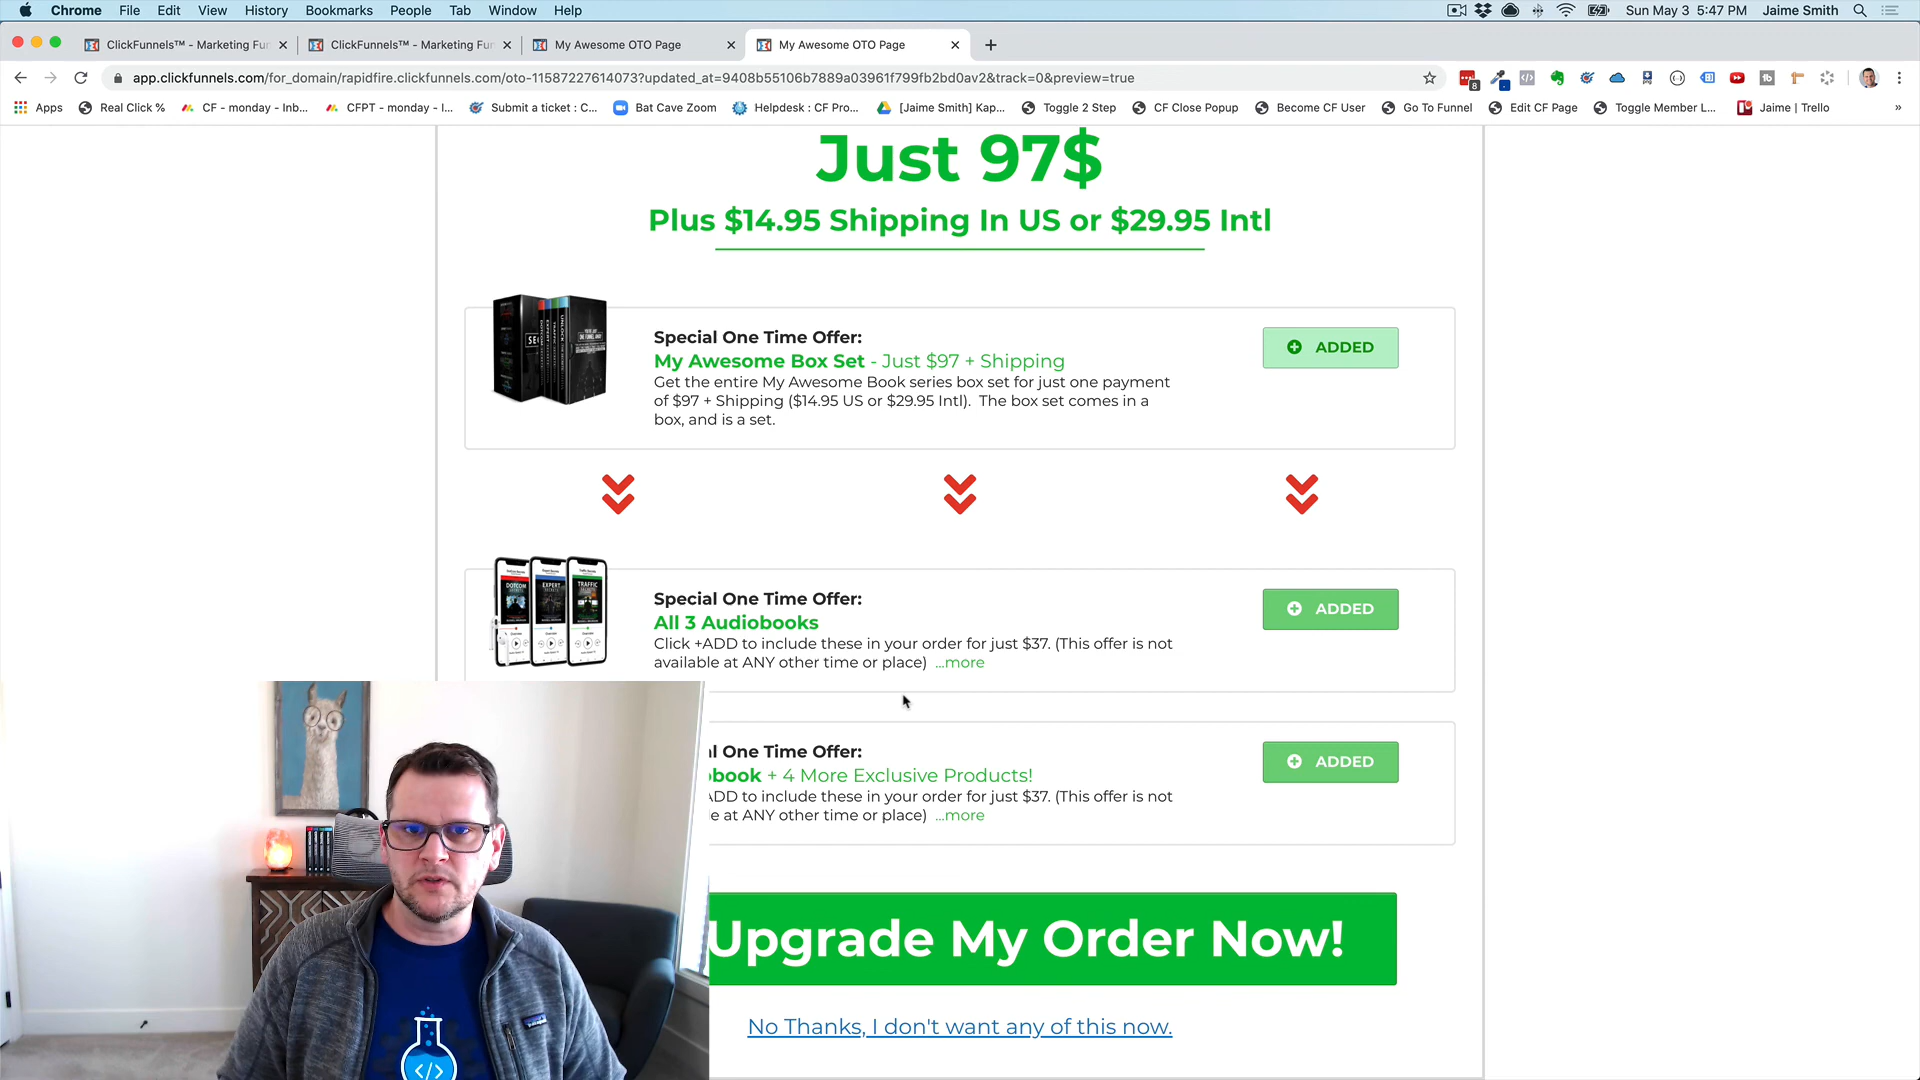 Chrome File Edit View History Bookmarks People Tab Window Help
Sun May 3 5:47 PM Jaime Smith
ClickFunnels™ - Marketing Fur
ClickFunnels™ - Marketing Fur
My Awesome OTO Page
My Awesome OTO Page
app.clickfunnels.com/for_domain/rapidfire.clickfunnels.com/oto-11587227614073?updated_at=9408b55106b7889a03961f799fb2bd0av2&track=0&preview=true
8
Apps
Real Click %
CF - monday - Inb...
CFPT - monday - I...
Submit a ticket : C...
Bat Cave Zoom
Helpdesk : CF Pro...
[Jaime Smith] Kap...
Toggle 2 Step
CF Close Popup
Become CF User
Go To Funnel
Edit CF Page
Toggle Member L...
Jaime | Trello
»
Just 97$
Plus $14.95 Shipping In US or $29.95 Intl
Special One Time Offer:
My Awesome Box Set - Just $97 + Shipping
Get the entire My Awesome Book series box set for just one payment
of $97 + Shipping ($14.95 US or $29.95 Intl). The box set comes in a
box, and is a set.
ADDED
DOTCOM
EXPERT
TRAFFIC
SECRETS
Special One Time Offer:
All 3 Audiobooks
Click +ADD to include these in your order for just $37. (This offer is not
available at ANY other time or place) ...more
ADDED
l One Time Offer:
obook + 4 More Exclusive Products!
ADD to include these in your order for just $37. (This offer is not
le at ANY other time or place) ...more
ADDED
Upgrade My Order Now!
No Thanks, I don't want any of this now.